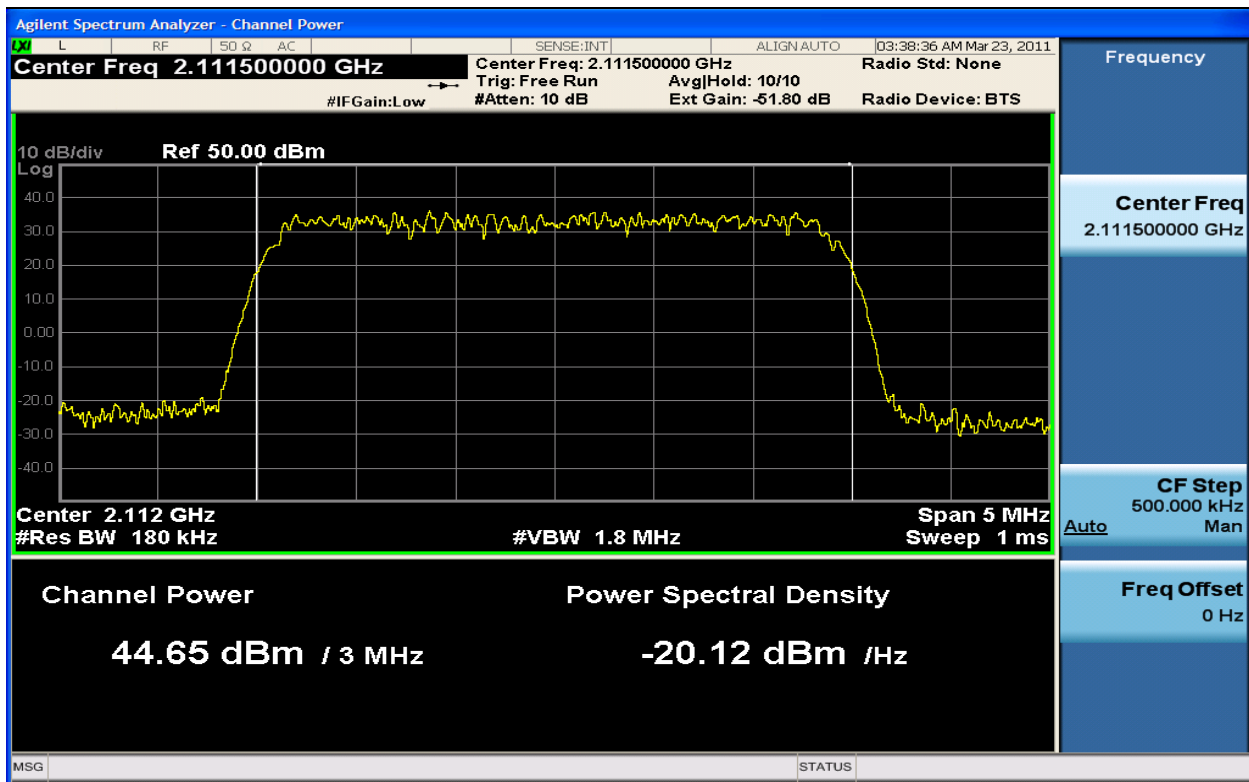 Agilent Spectrum Analyzer - Channel Power
LXI L RF 50 Ω AC SENSE:INT ALIGN AUTO 03:38:36 AM Mar 23, 2011
Center Freq 2.111500000 GHz
#IFGain:Low
Center Freq: 2.111500000 GHz
Trig: Free Run Avg|Hold: 10/10
#Atten: 10 dB Ext Gain: -51.80 dB
Radio Std: None
Radio Device: BTS
10 dB/div Ref 50.00 dBm
Log
40.0
30.0
20.0
10.0
0.00
-10.0
-20.0
-30.0
-40.0
Center 2.112 GHz Span 5 MHz
#Res BW 180 kHz #VBW 1.8 MHz Sweep 1 ms
Channel Power Power Spectral Density
44.65 dBm / 3 MHz -20.12 dBm /Hz
Frequency
Center Freq
2.111500000 GHz
CF Step
500.000 kHz
Auto Man
Freq Offset
0 Hz
MSG STATUS